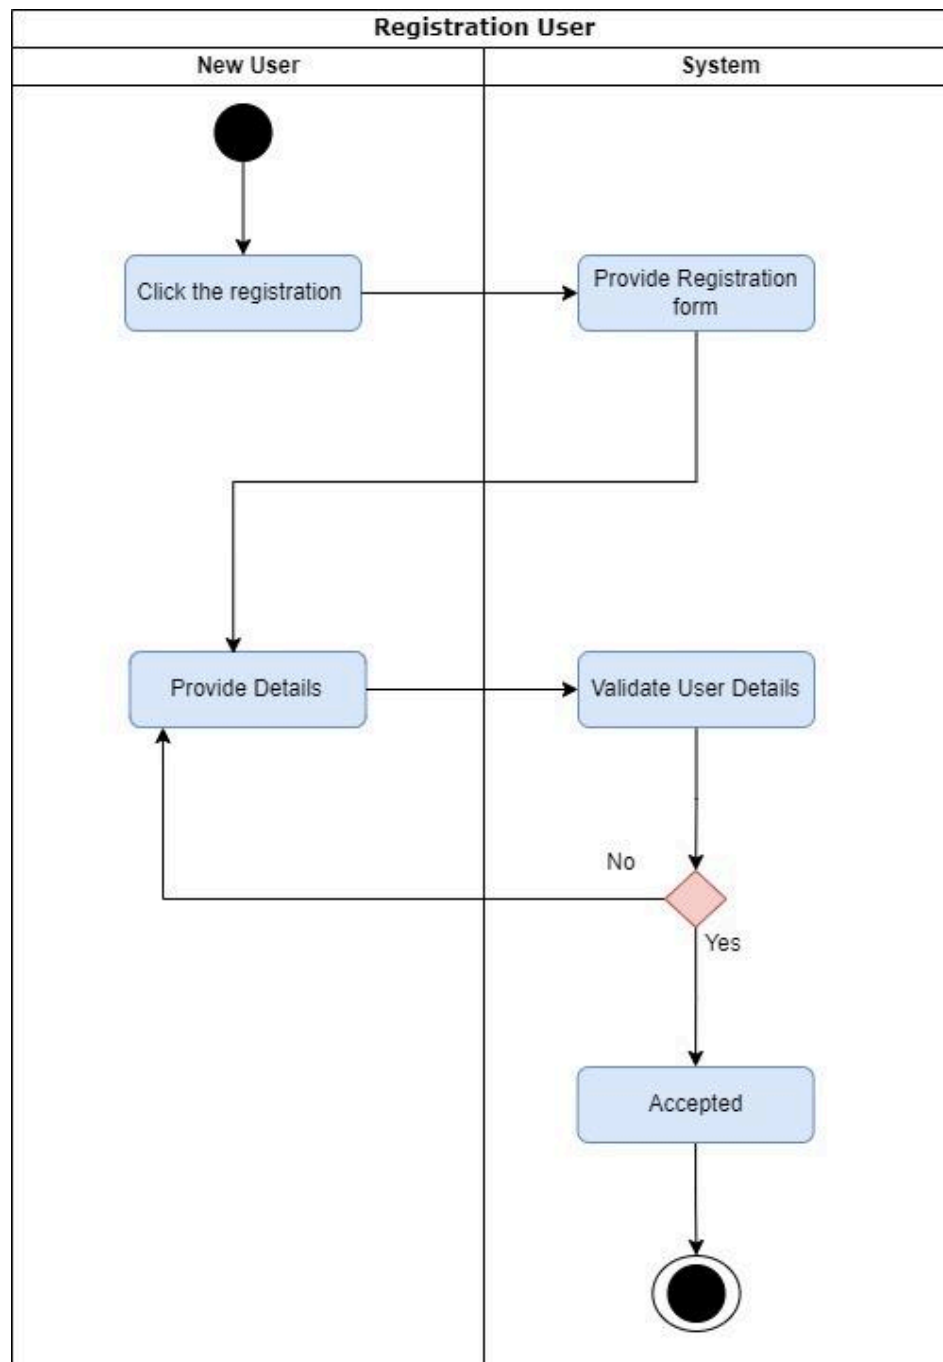 Registration User
New User
System
Click the registration
Provide Registration
form
Provide Details
Validate User Details
No
Yes
Accepted